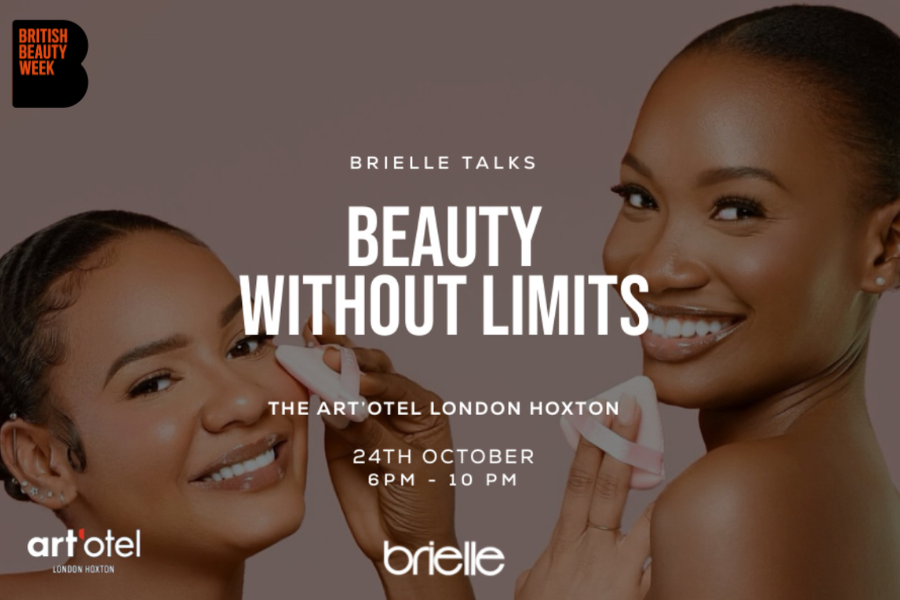 BRITISH
BEAUTY
WEEK
BRIELLE TALKS
BEAUTY
WITHOUT LIMITS
THE ART'OTEL LONDON HOXTON
24TH OCTOBER
6PM - 10 PM
art'otel
LONDON HOXTON
brielle